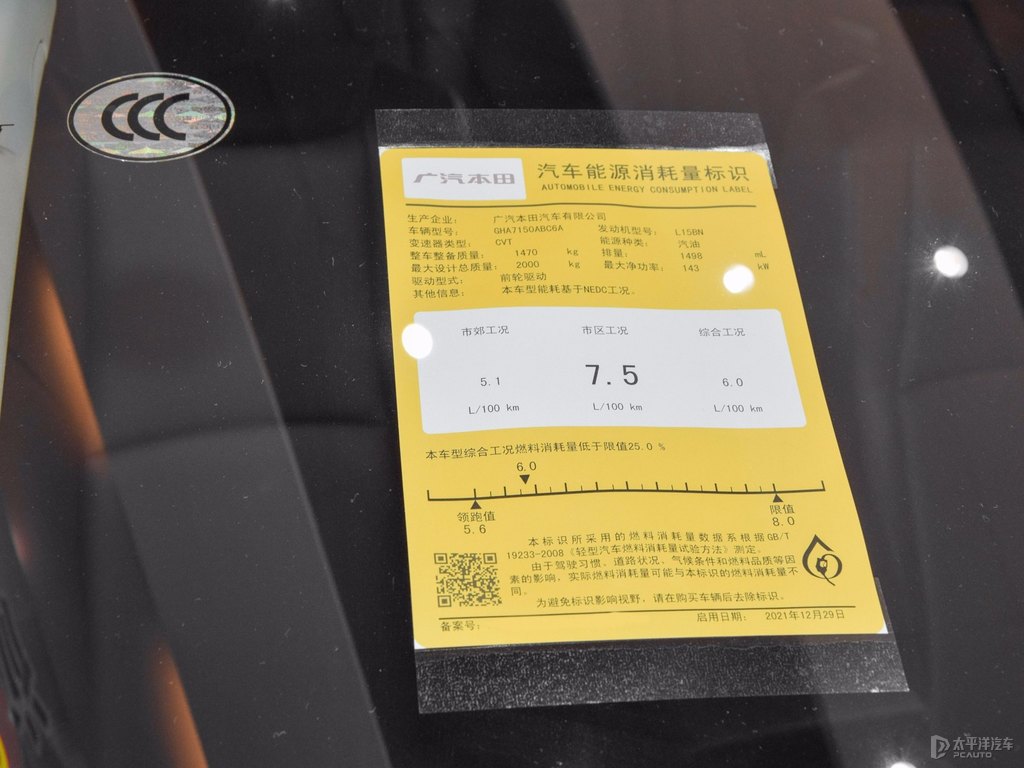 CCC
广汽本田
汽车能源消耗量标识
AUTOMOBILE ENERGY CONSUMPTION LABEL
生产企业: 广汽本田汽车有限公司
车辆型号: GHA7150ABC6A 发动机型号: L15BN
变速器类型: CVT 能源种类: 汽油
整车整备质量: 1470 kg 排量: 1498 mL
最大设计总质量: 2000 kg 最大净功率: 143 kW
驱动型式: 前轮驱动
其他信息: 本车型能耗基于NEDC工况。
市郊工况 市区工况 综合工况
5.1 7.5 6.0
L/100 km L/100 km L/100 km
本车型综合工况燃料消耗量低于限值25.0 %
6.0
领跑值 限值
5.6 8.0
本标识所采用的燃料消耗量数据系根据GB/T
19233-2008《轻型汽车燃料消耗量试验方法》测定。
由于驾驶习惯、道路状况、气候条件和燃料品质等因
素的影响，实际燃料消耗量可能与本标识的燃料消耗量不
同。
为避免标识影响视野，请在购买车辆后去除标识。
备案号: 启用日期: 2021年12月29日
太平洋汽车
PCAUTO